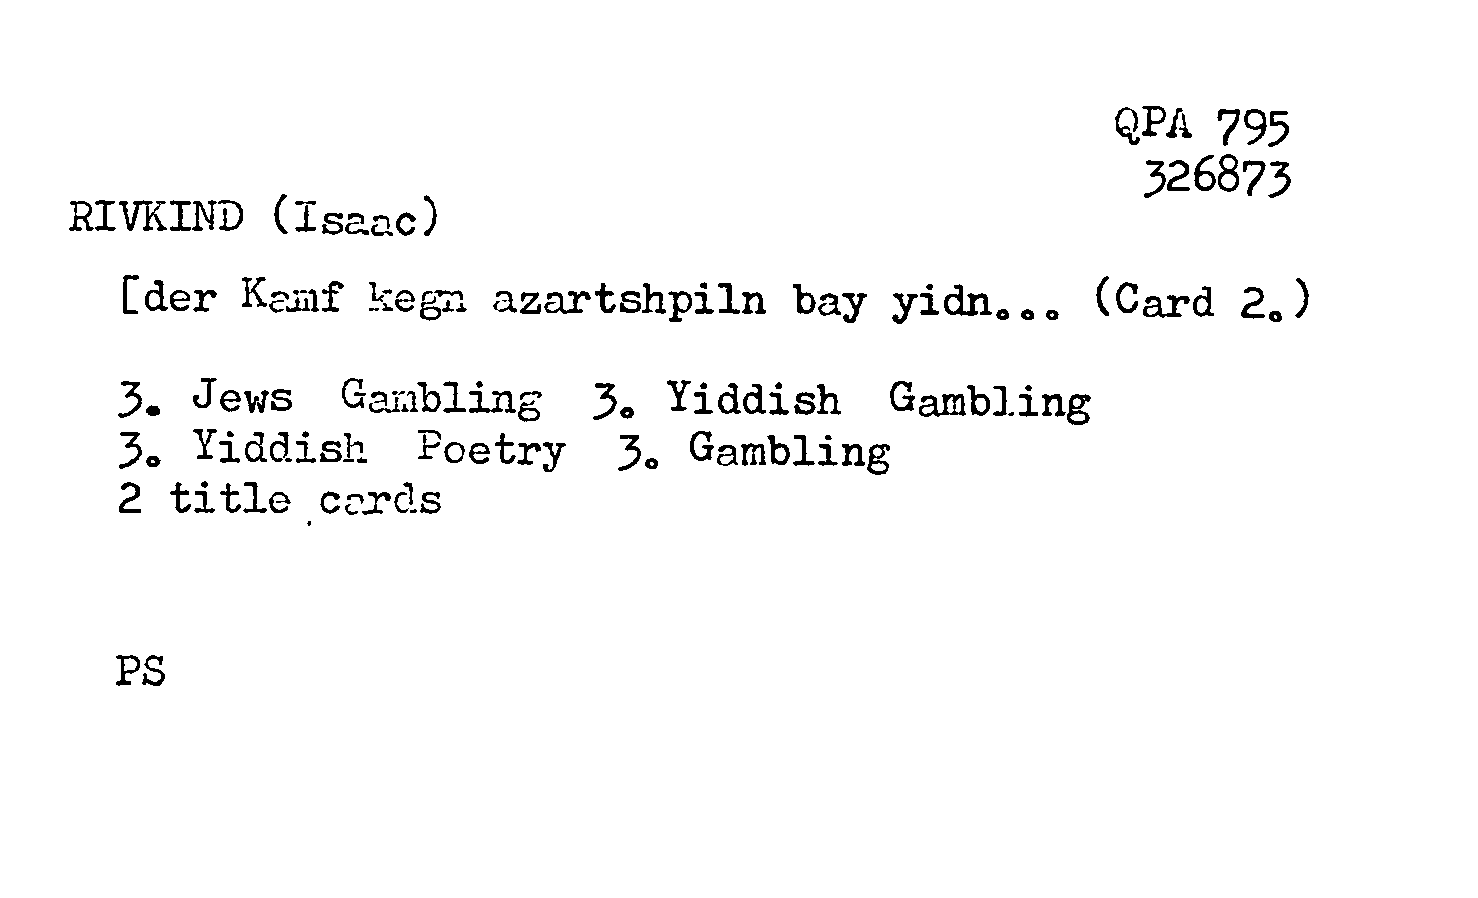 QPA 795
326873
RIVKIND (Isaac)
[der Kamf kegn azartshpiln bay yidn... (Card 2.)
3. Jews Gambling 3. Yiddish Gambling
3. Yiddish Poetry 3. Gambling
2 title cards
PS